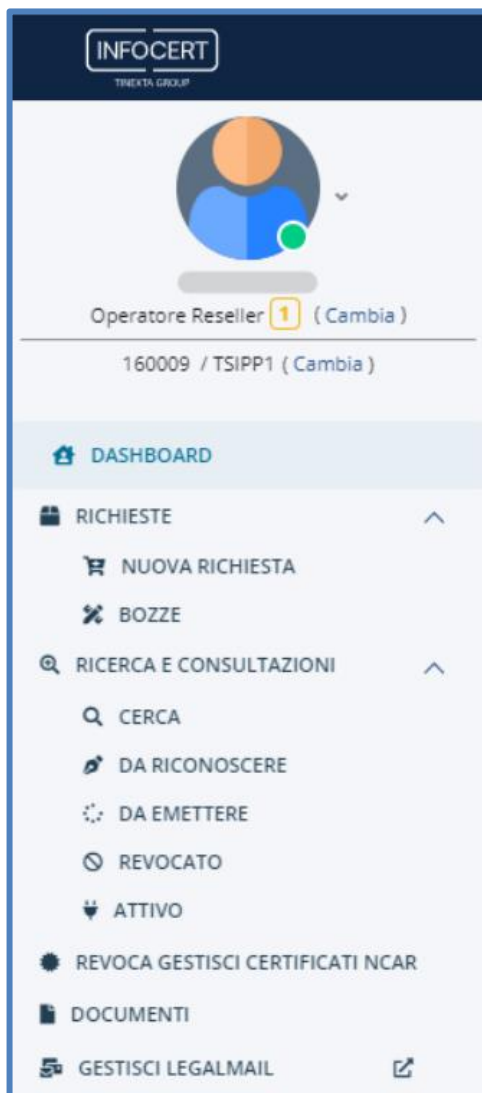 INFOCERT
TINEXTA GROUP
Operatore Reseller 1 ( Cambia )
160009 / TSIPP1 ( Cambia )
DASHBOARD
RICHIESTE
NUOVA RICHIESTA
BOZZE
RICERCA E CONSULTAZIONI
CERCA
DA RICONOSCERE
DA EMETTERE
REVOCATO
ATTIVO
REVOCA GESTISCI CERTIFICATI NCAR
DOCUMENTI
GESTISCI LEGALMAIL